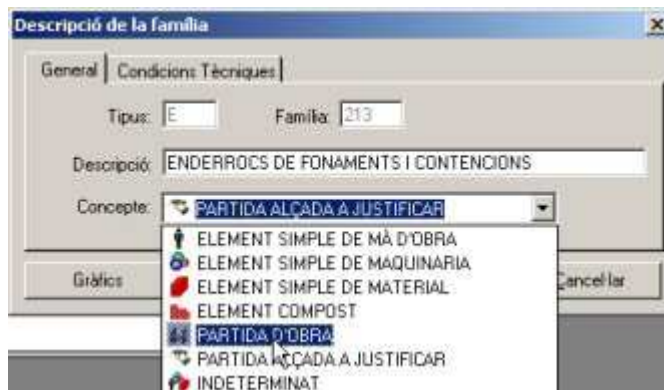 Descripció de la família
General Condicions Tècniques
Tipus: E Família: 213
Descripció: ENDERROCS DE FONAMENTS I CONTENCIONS
Concepte: PARTIDA ALÇADA A JUSTIFICAR
ELEMENT SIMPLE DE MÀ D'OBRA
ELEMENT SIMPLE DE MAQUINARIA
ELEMENT SIMPLE DE MATERIAL
Gràfics Cancel·lar
ELEMENT COMPOST
PARTIDA D'OBRA
PARTIDA ALÇADA A JUSTIFICAR
INDETERMINAT